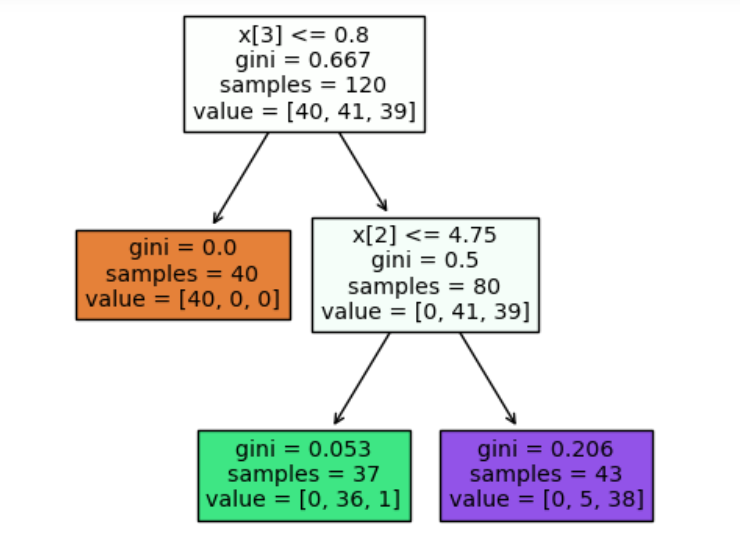 x[3] <= 0.8
gini = 0.667
samples = 120
value = [40, 41, 39]
gini = 0.0
samples = 40
value = [40, 0, 0]
x[2] <= 4.75
gini = 0.5
samples = 80
value = [0, 41, 39]
gini = 0.053
samples = 37
value = [0, 36, 1]
gini = 0.206
samples = 43
value = [0, 5, 38]